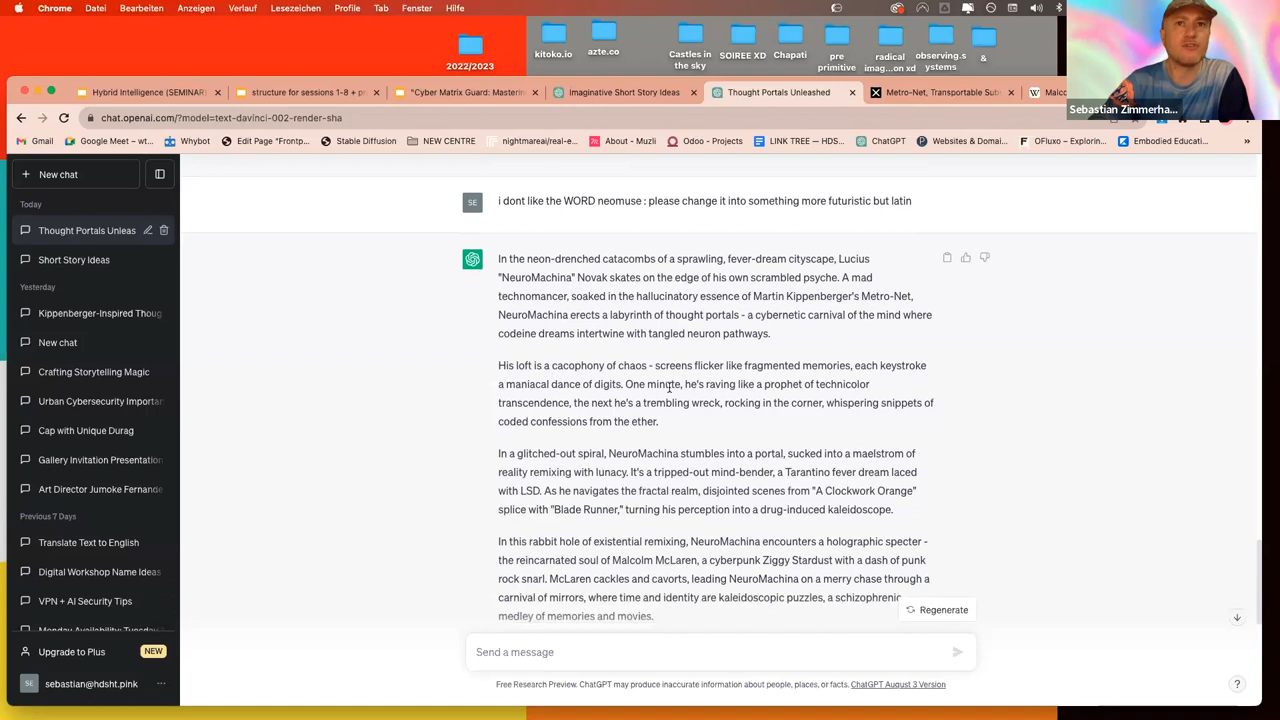 Chrome Datei Bearbeiten Anzeigen Verlauf Lesezeichen Profile Tab Fenster Hilfe
2022/2023
kitoko.io
azte.co
Castles in
the sky
SOIREE XD
Chapati
pre
primitive
radical
imag...on xd
observing.s
ystems
&
Sebastian Zimmerha...
Hybrid Intelligence (SEMINAR)
structure for sessions 1-8 + pr
"Cyber Matrix Guard: Masterin
Imaginative Short Story Ideas
Thought Portals Unleashed
Metro-Net, Transportable Sub
Malco
chat.openai.com/?model=text-davinci-002-render-sha
Gmail
Google Meet – wt...
Whybot
Edit Page "Frontp...
Stable Diffusion
NEW CENTRE
nightmareai/real-e...
About - Muzli
Odoo - Projects
LINK TREE — HDS...
ChatGPT
Websites & Domai...
OFluxo – Explorin...
Embodied Educati...
»
+ New chat
Today
Thought Portals Unleas
Short Story Ideas
Yesterday
Kippenberger-Inspired Thoug
New chat
Crafting Storytelling Magic
Urban Cybersecurity Importan
Cap with Unique Durag
Gallery Invitation Presentation
Art Director Jumoke Fernande
Previous 7 Days
Translate Text to English
Digital Workshop Name Ideas
VPN + AI Security Tips
Monday Availability: Tuesday
Upgrade to Plus NEW
SE sebastian@hdsht.pink ...
SE
i dont like the WORD neomuse : please change it into something more futuristic but latin
In the neon-drenched catacombs of a sprawling, fever-dream cityscape, Lucius
"NeuroMachina" Novak skates on the edge of his own scrambled psyche. A mad
technomancer, soaked in the hallucinatory essence of Martin Kippenberger's Metro-Net,
NeuroMachina erects a labyrinth of thought portals - a cybernetic carnival of the mind where
codeine dreams intertwine with tangled neuron pathways.
His loft is a cacophony of chaos - screens flicker like fragmented memories, each keystroke
a maniacal dance of digits. One minute, he's raving like a prophet of technicolor
transcendence, the next he's a trembling wreck, rocking in the corner, whispering snippets of
coded confessions from the ether.
In a glitched-out spiral, NeuroMachina stumbles into a portal, sucked into a maelstrom of
reality remixing with lunacy. It's a tripped-out mind-bender, a Tarantino fever dream laced
with LSD. As he navigates the fractal realm, disjointed scenes from "A Clockwork Orange"
splice with "Blade Runner," turning his perception into a drug-induced kaleidoscope.
In this rabbit hole of existential remixing, NeuroMachina encounters a holographic specter -
the reincarnated soul of Malcolm McLaren, a cyberpunk Ziggy Stardust with a dash of punk
rock snarl. McLaren cackles and cavorts, leading NeuroMachina on a merry chase through a
carnival of mirrors, where time and identity are kaleidoscopic puzzles, a schizophrenic
medley of memories and movies.
Regenerate
Send a message
Free Research Preview. ChatGPT may produce inaccurate information about people, places, or facts. ChatGPT August 3 Version
?